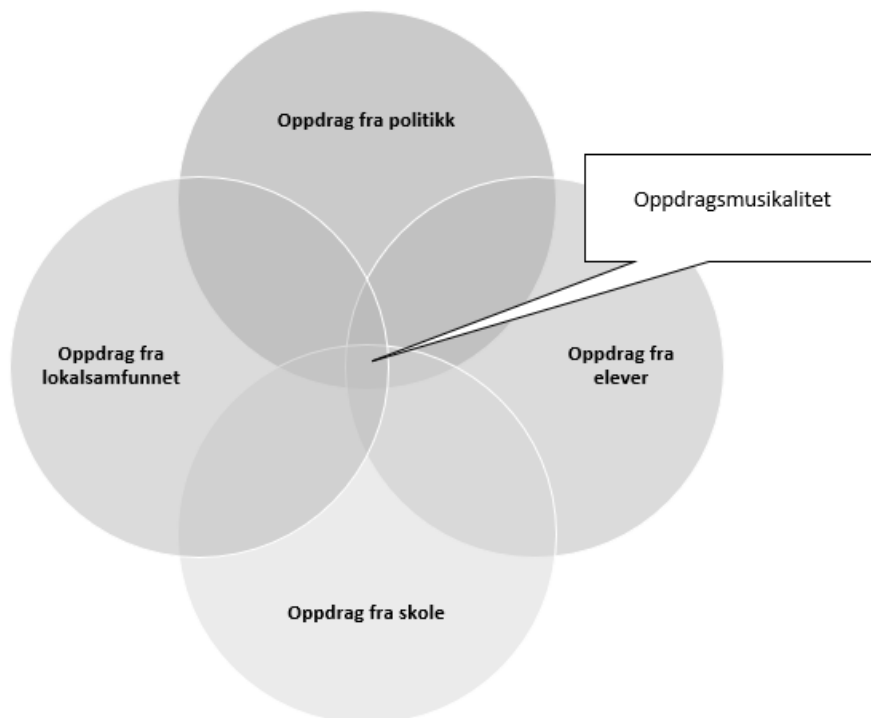 Oppdrag fra politikk
Oppdragsmusikalitet
Oppdrag fra
lokalsamfunnet
Oppdrag fra
elever
Oppdrag fra skole